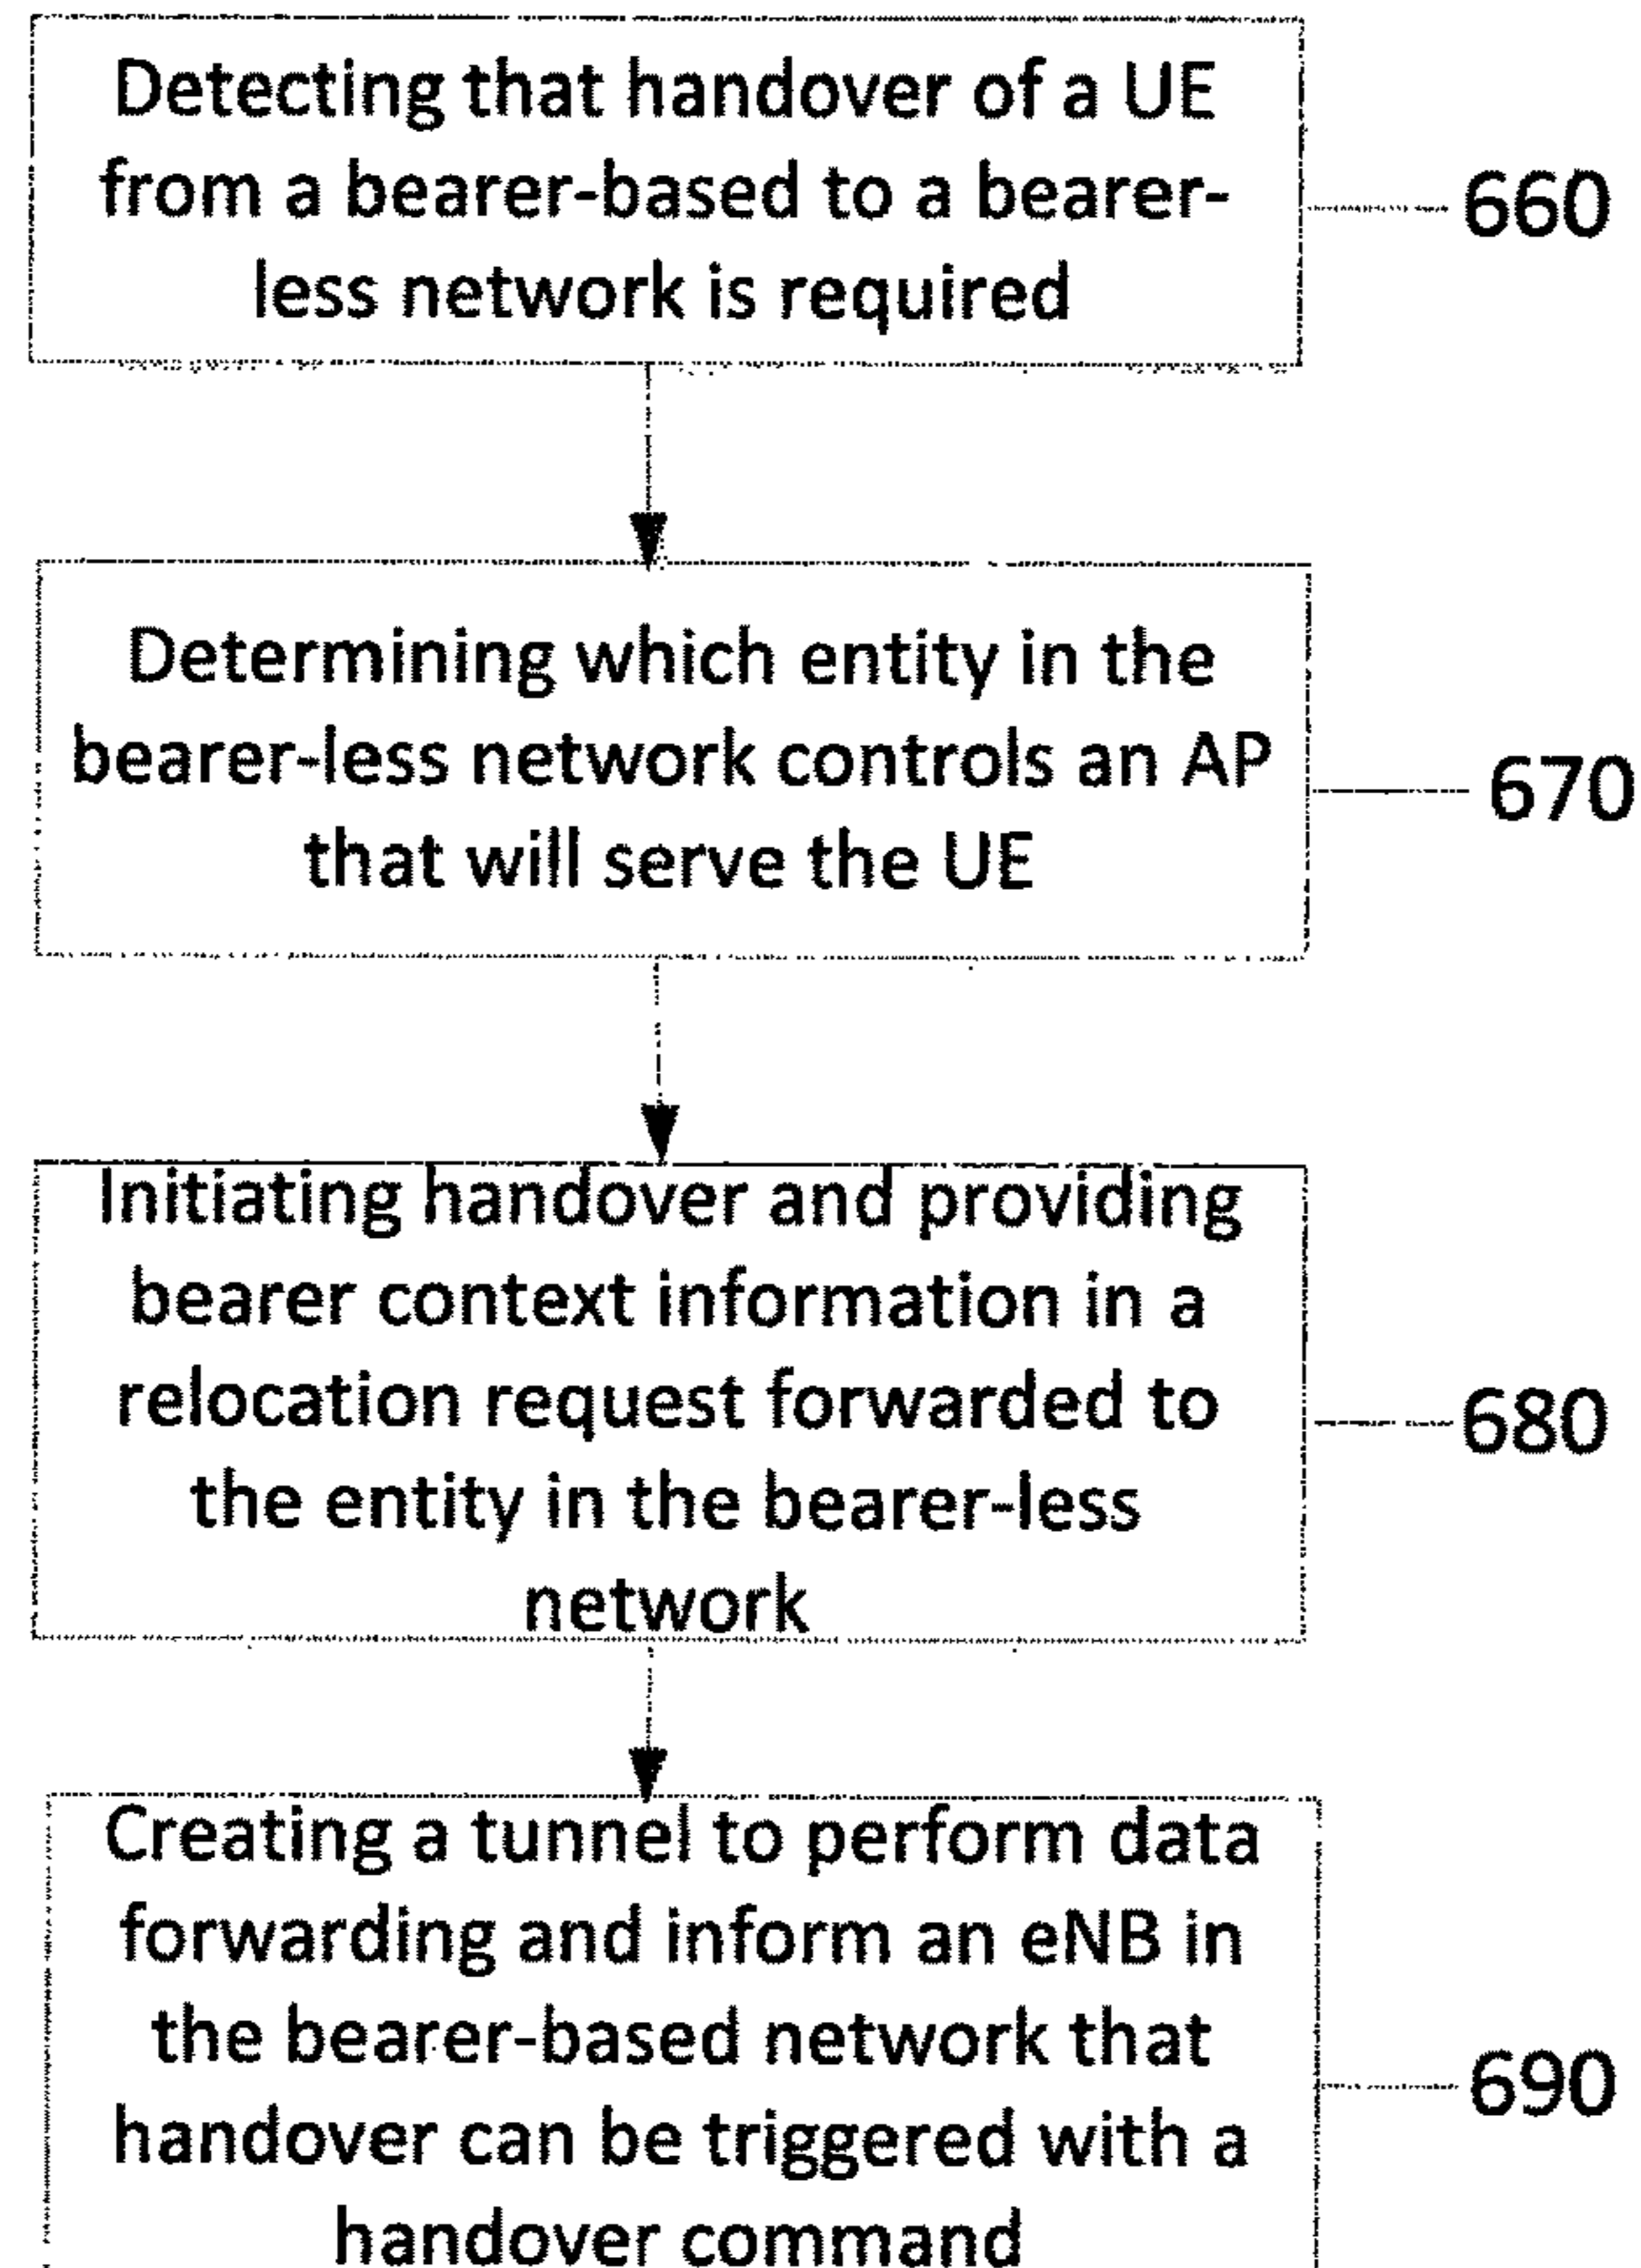 Detecting that handover of a UE
from a bearer-based to a bearer-
less network is required
660
Determining which entity in the
bearer-less network controls an AP
that will serve the UE
670
Initiating handover and providing
bearer context information in a
relocation request forwarded to
the entity in the bearer-less
network
680
Creating a tunnel to perform data
forwarding and inform an eNB in
the bearer-based network that
handover can be triggered with a
handover command
690